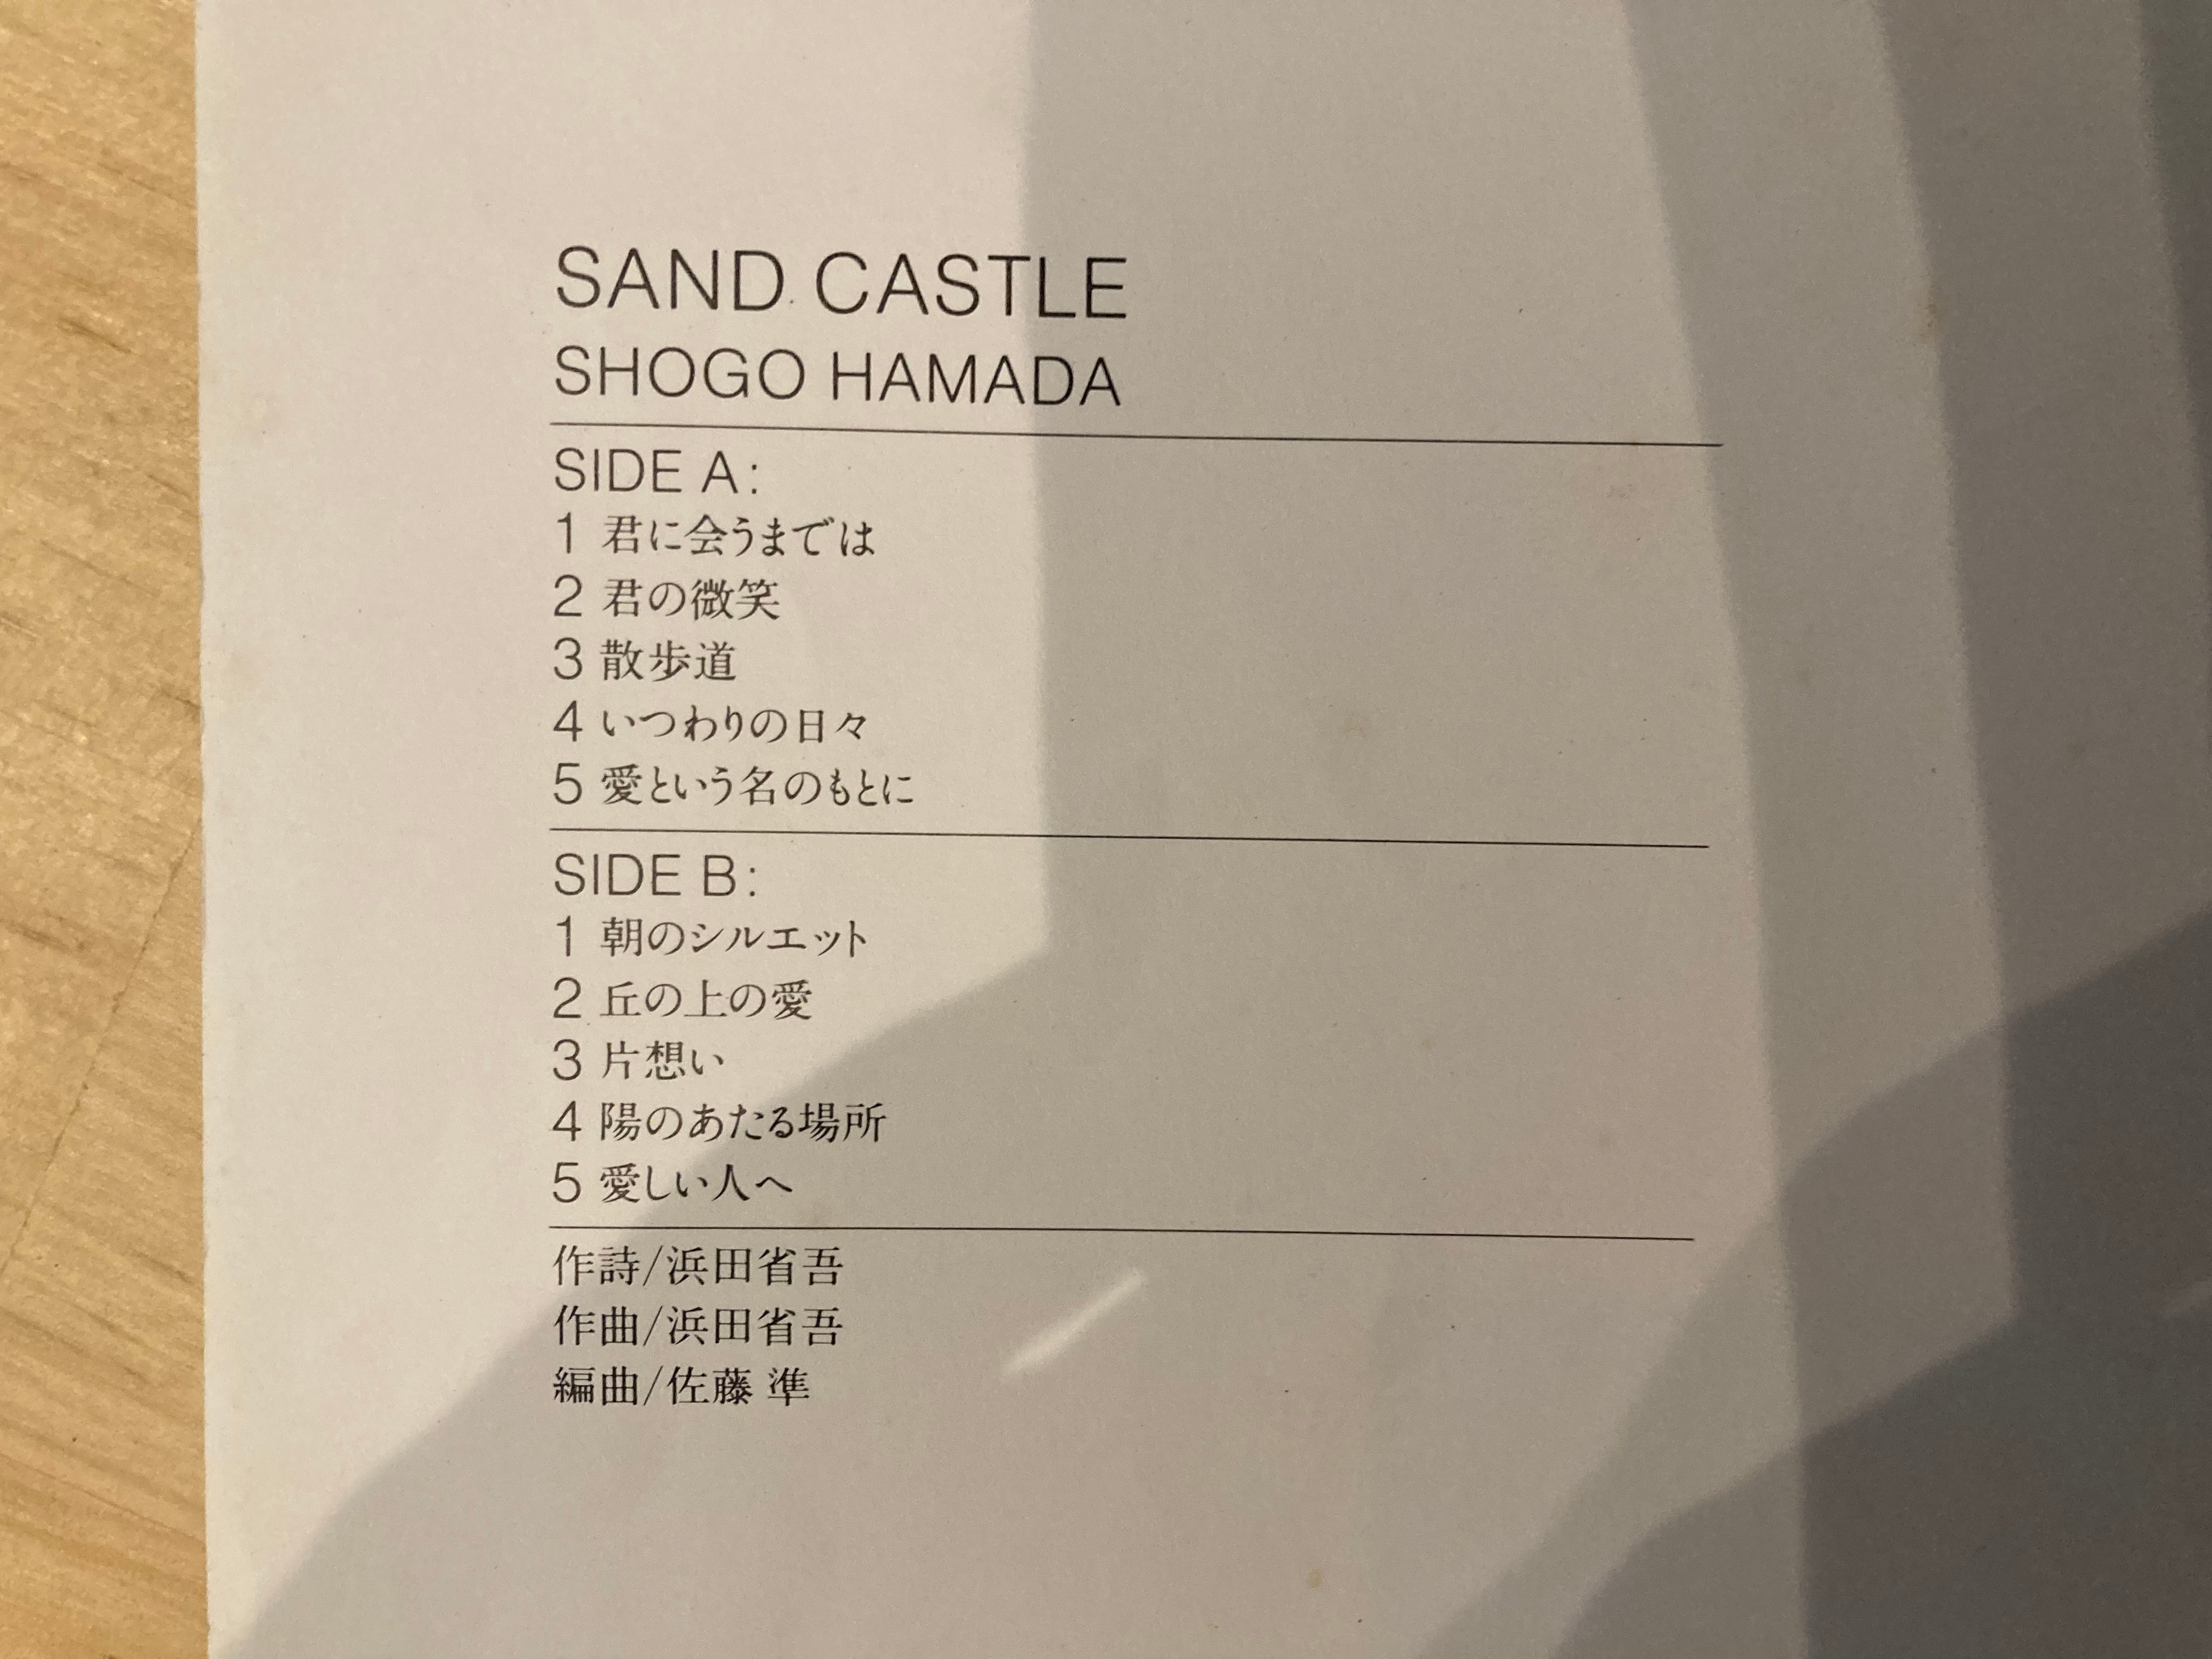 SAND CASTLE
SHOGO HAMADA
SIDE A:
1 君に会うまでは
2 君の微笑
3 散歩道
4 いつわりの日々
5 愛という名のもとに
SIDE B:
1 朝のシルエット
2 丘の上の愛
3 片想い
4 陽のあたる場所
5 愛しい人へ
作詩/浜田省吾
作曲/浜田省吾
編曲/佐藤 準